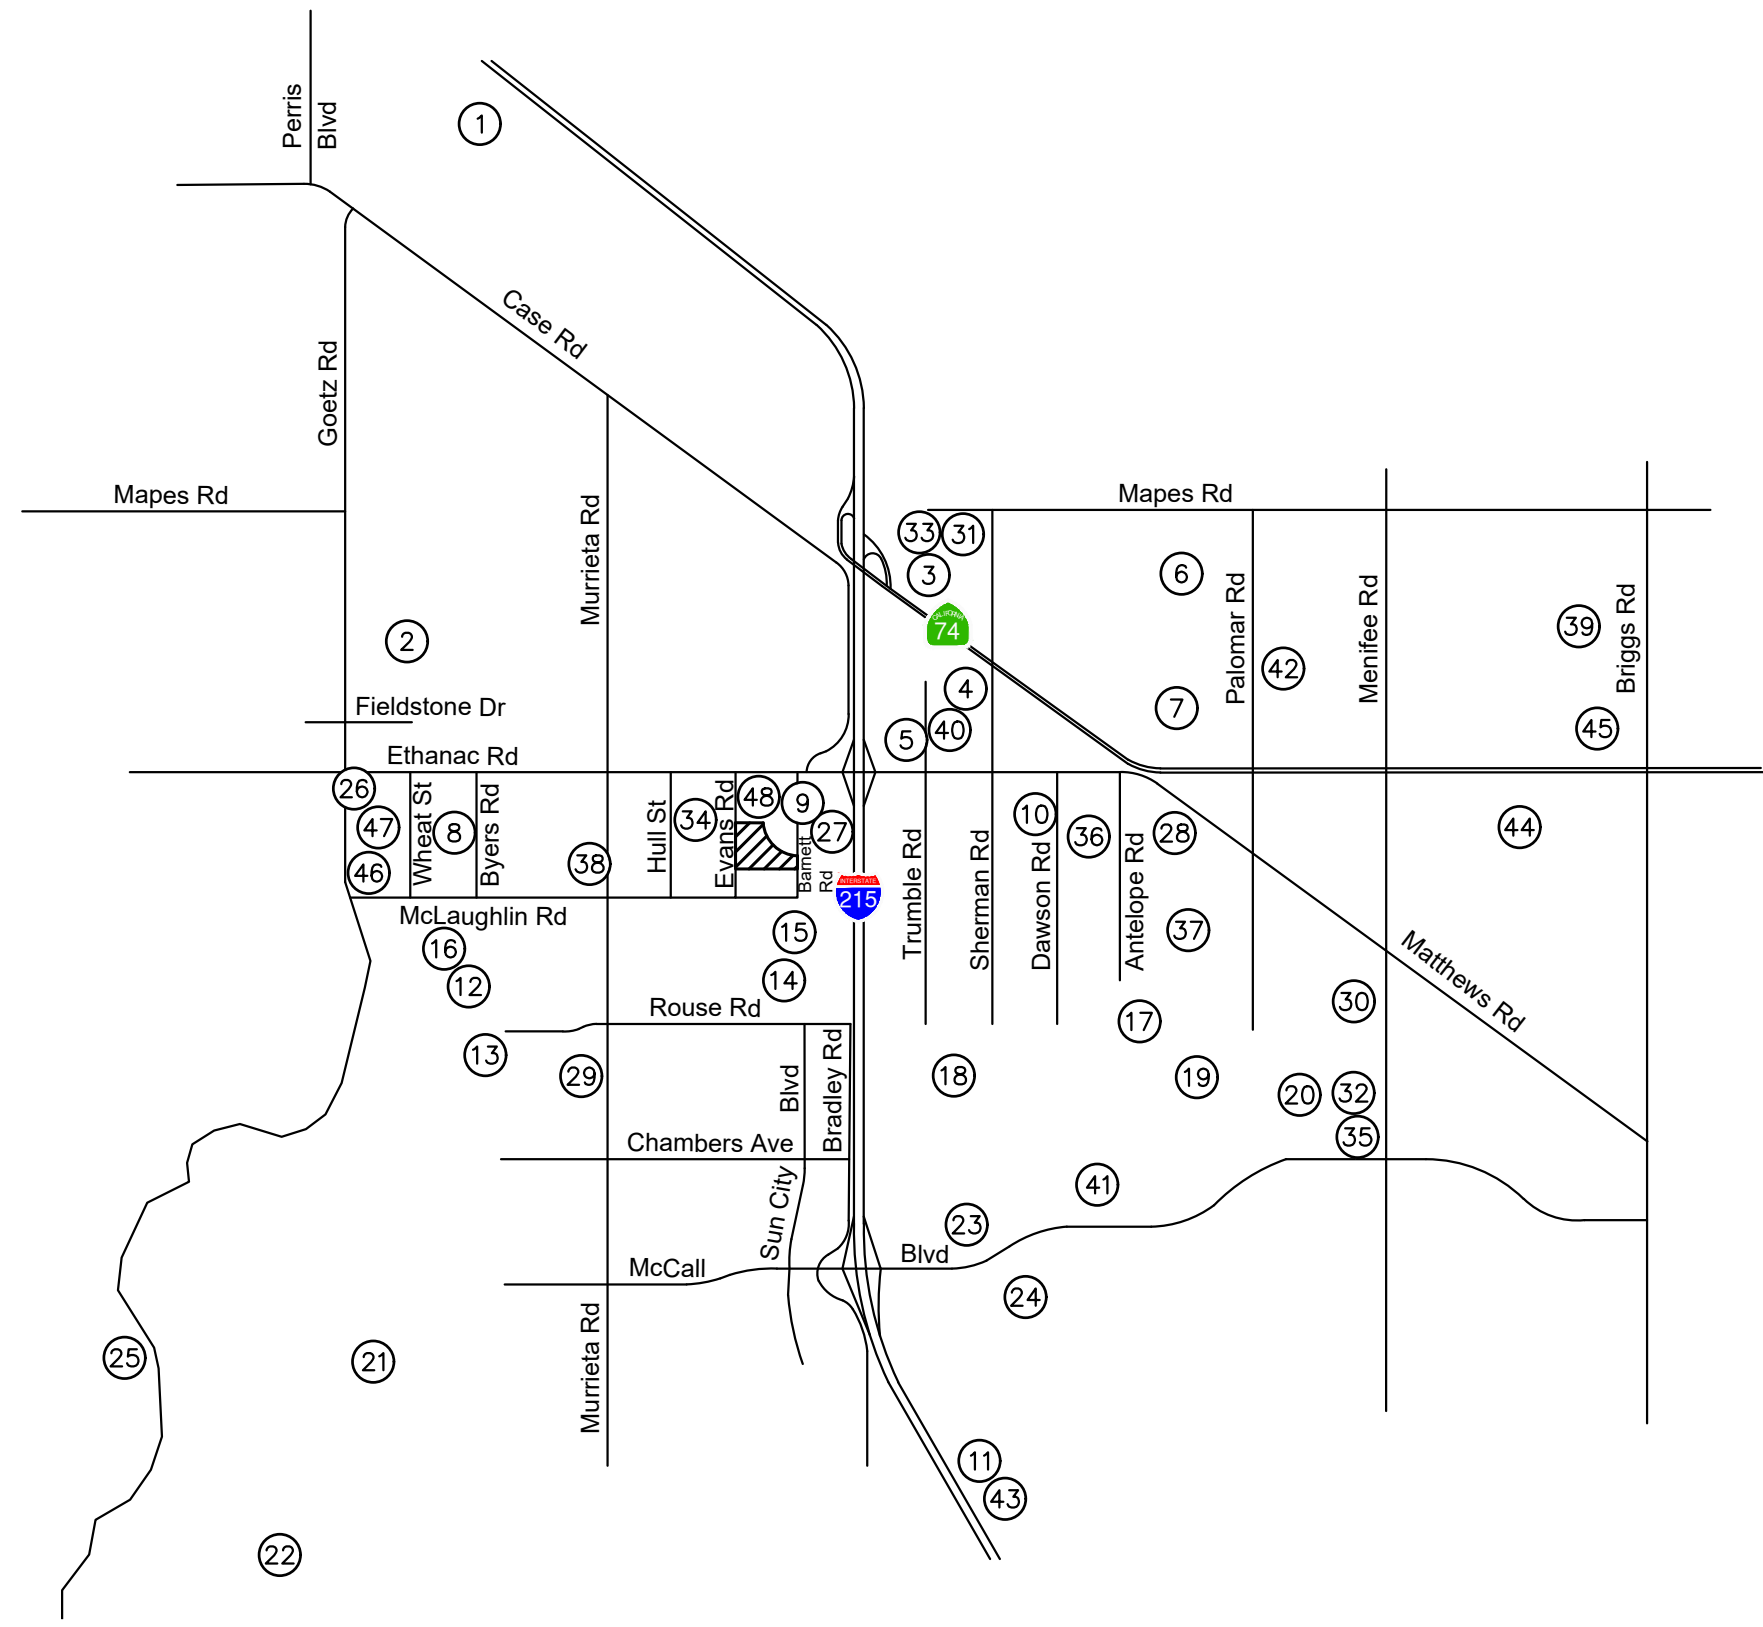 Perris
Blvd
1
Case Rd
Goetz Rd
Mapes Rd
Mapes Rd
Murrieta Rd
33
31
3
6
CALIFORNIA
74
Palomar Rd
Menifee Rd
39
Briggs Rd
2
42
4
7
Fieldstone Dr
40
5
45
Ethanac Rd
26
47
46
Wheat St
8
Byers Rd
38
Hull St
34
Evans Rd
48
9
27
Barnett
Rd
INTERSTATE
215
Trumble Rd
Sherman Rd
10
Dawson Rd
36
Antelope Rd
28
44
McLaughlin Rd
16
12
15
14
37
Matthews Rd
Rouse Rd
30
17
13
29
Blvd
Bradley Rd
18
19
20
32
35
Chambers Ave
Sun City
41
23
McCall
Blvd
24
25
21
Murrieta Rd
11
43
22